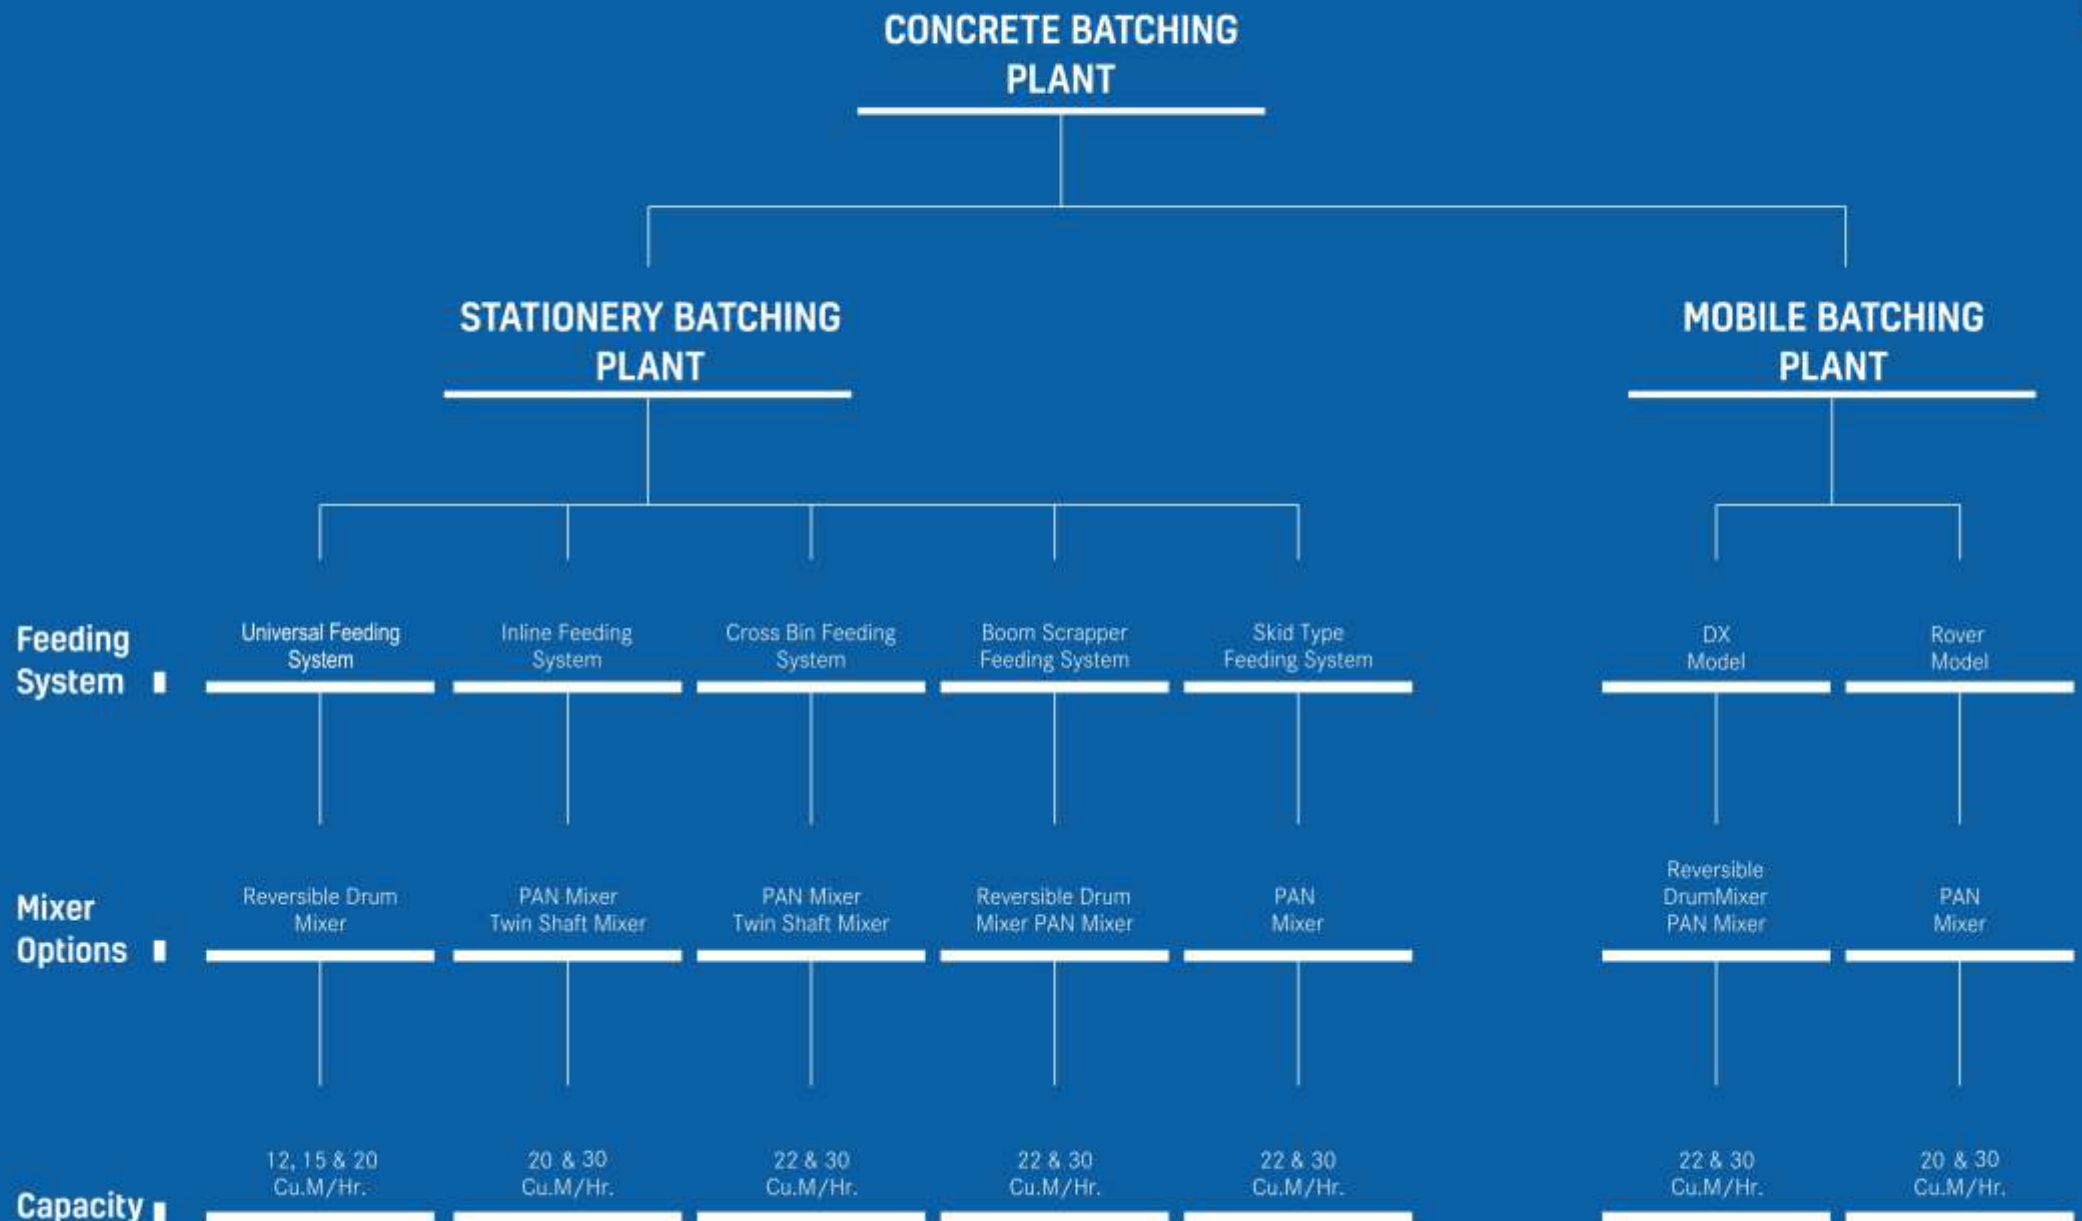 CONCRETE BATCHING
PLANT
STATIONERY BATCHING
PLANT
MOBILE BATCHING
PLANT
Feeding
System
Universal Feeding
System
Inline Feeding
System
Cross Bin Feeding
System
Boom Scrapper
Feeding System
Skid Type
Feeding System
DX
Model
Rover
Model
Mixer
Options
Reversible Drum
Mixer
PAN Mixer
Twin Shaft Mixer
PAN Mixer
Twin Shaft Mixer
Reversible Drum
Mixer PAN Mixer
PAN
Mixer
Reversible
DrumMixer
PAN Mixer
PAN
Mixer
Capacity
12, 15 & 20
Cu.M/Hr.
20 & 30
Cu.M/Hr.
22 & 30
Cu.M/Hr.
22 & 30
Cu.M/Hr.
22 & 30
Cu.M/Hr.
22 & 30
Cu.M/Hr.
20 & 30
Cu.M/Hr.